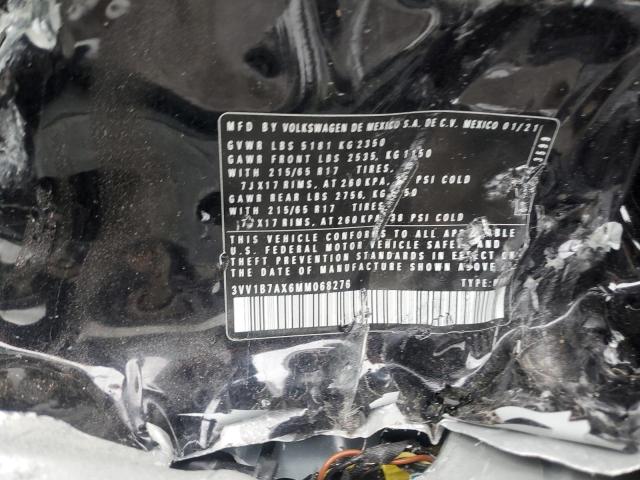 MFD BY VOLKSWAGEN DE MEXICO S.A. DE C.V. MEXICO 01/21
GVWR LBS 5181 KG 2350
GAWR FRONT LBS 2535, KG 1150
WITH 215/65 R17 TIRES,
7JX17 RIMS, AT 260 KPA, PSI COLD
GAWR REAR LBS 2756, KG
WITH 215/65 R17 TIRES
7JX17 RIMS, AT 260 KPA, 38 PSI COLD
THIS VEHICLE CONFORMS TO ALL APPLICABLE
U.S. FEDERAL MOTOR VEHICLE SAFETY AND
THEFT PREVENTION STANDARDS IN EFFECT ON
THE DATE OF MANUFACTURE SHOWN ABOVE
3VV1B7AX6MM068276 TYPE: